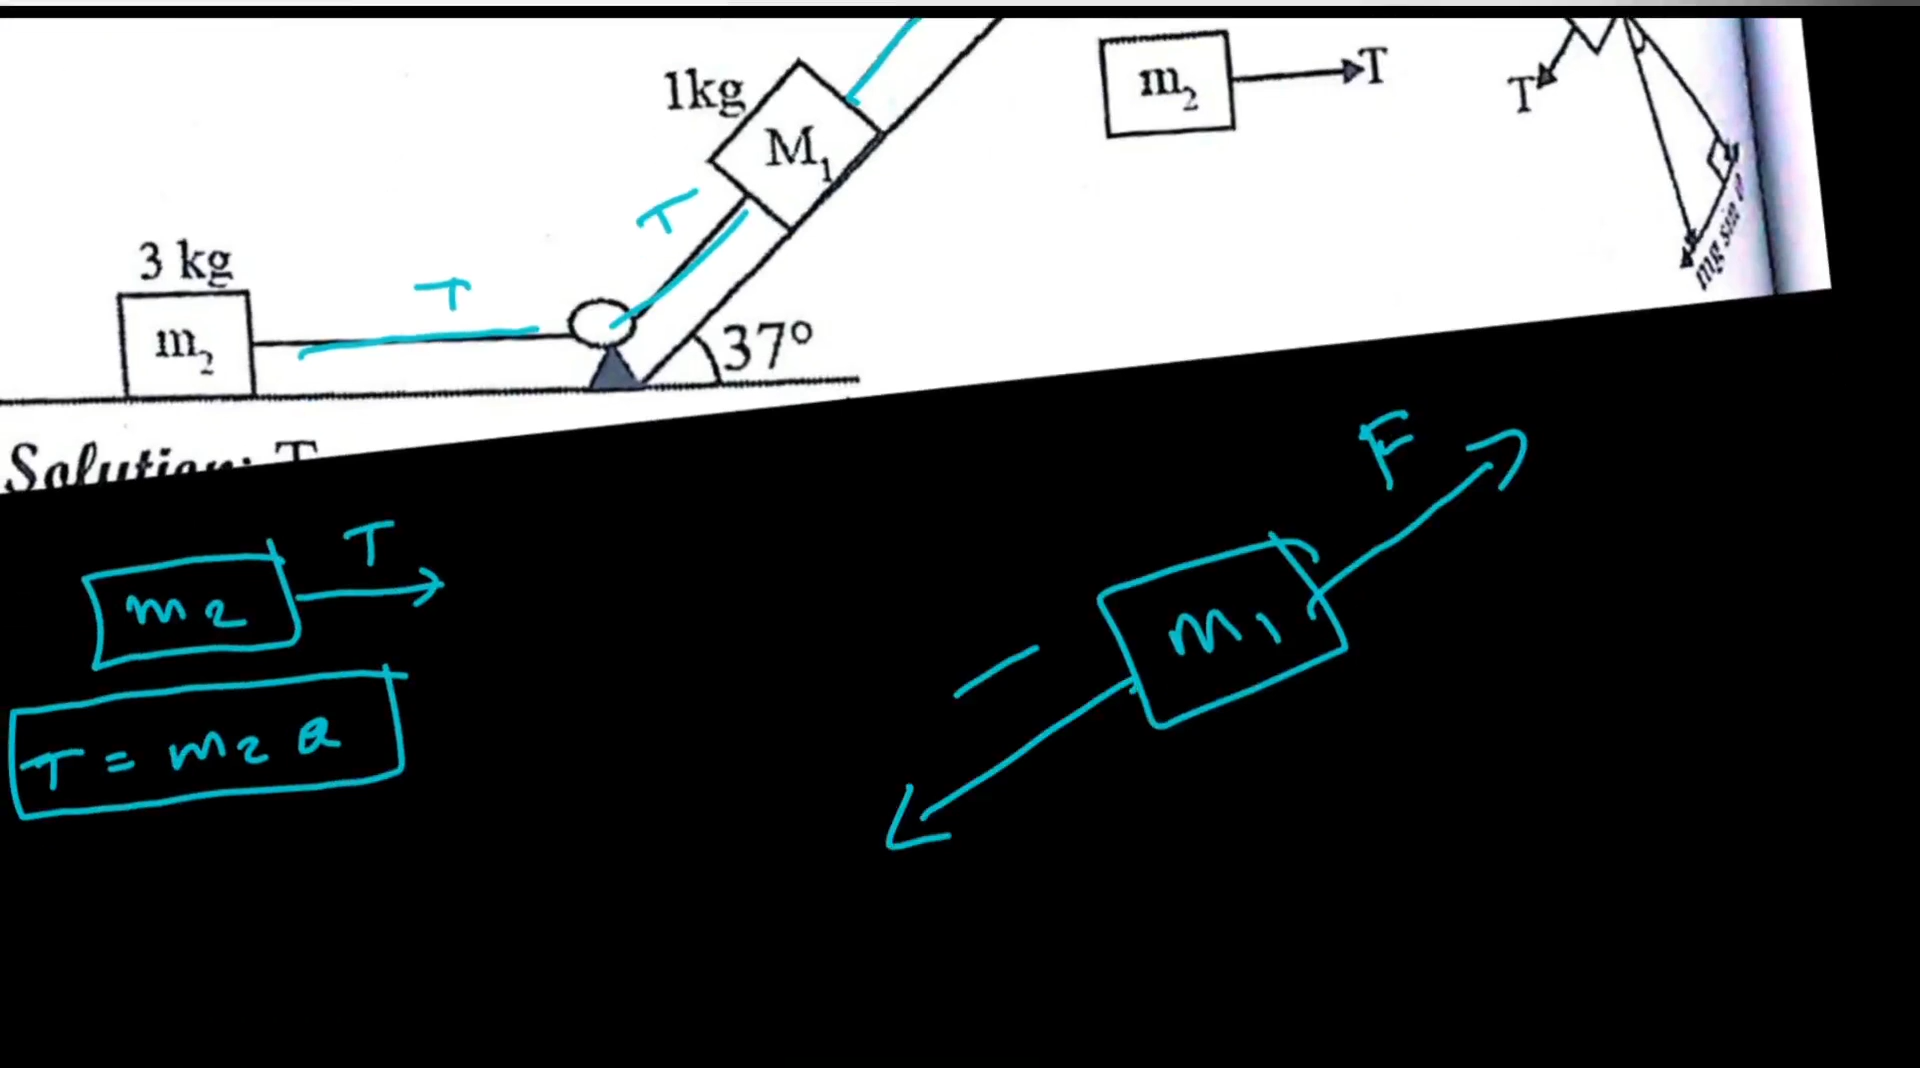 1kg
M₁
m₂
T
T
mg sin θ
T
T
3 kg
m₂
37°
Solution: T
F
T
m2
m1
T = m2 a